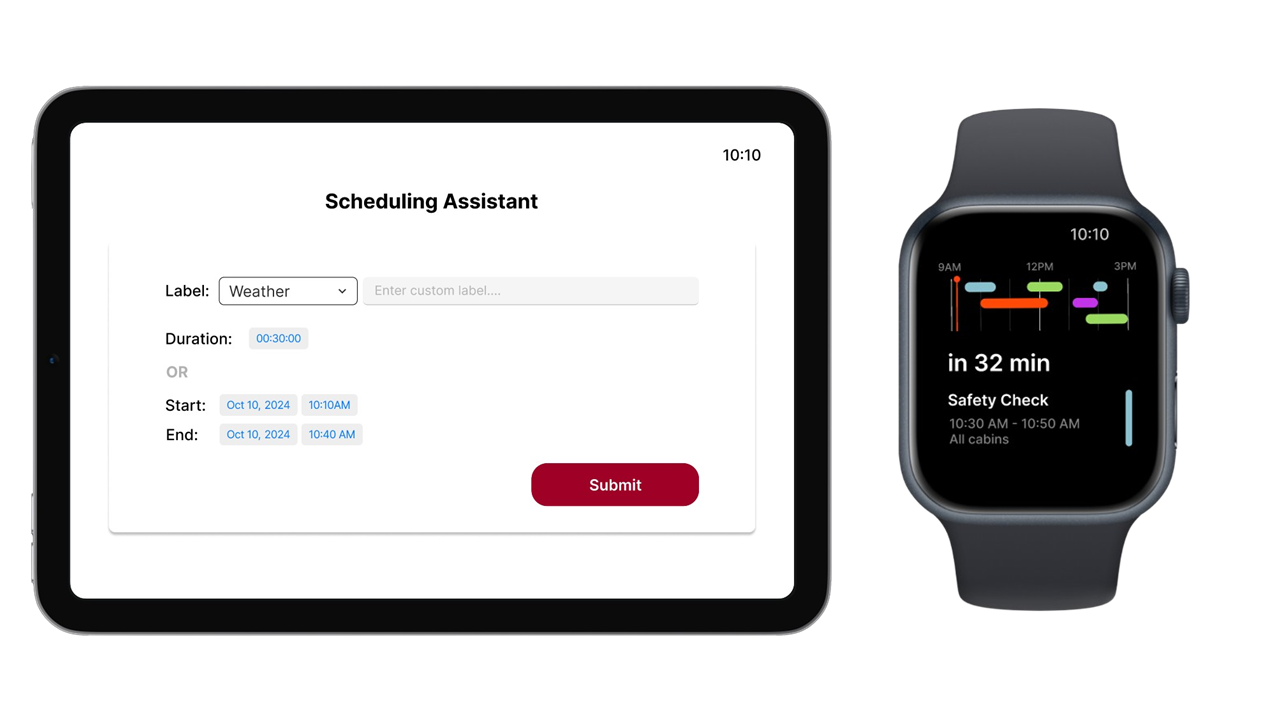 10:10
Scheduling Assistant
Label: Weather Enter custom label....
Duration: 00:30:00
OR
Start: Oct 10, 2024 10:10AM
End: Oct 10, 2024 10:40 AM
Submit
10:10
9AM 12PM 3PM
in 32 min
Safety Check
10:30 AM - 10:50 AM
All cabins